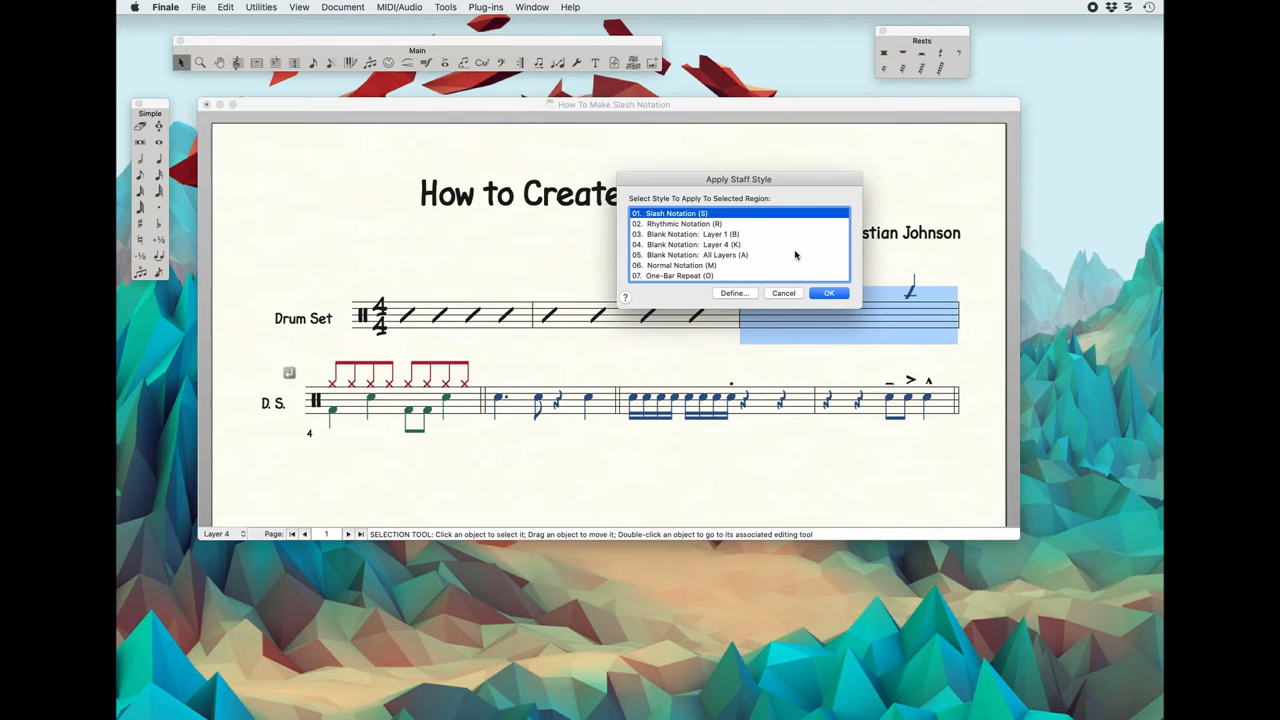 Finale File Edit Utilities View Document MIDI/Audio Tools Plug-ins Window Help
Main
Rests
Simple
How To Make Slash Notation
How to Create
stian Johnson
Apply Staff Style
Select Style To Apply To Selected Region:
01. Slash Notation (S)
02. Rhythmic Notation (R)
03. Blank Notation: Layer 1 (B)
04. Blank Notation: Layer 4 (K)
05. Blank Notation: All Layers (A)
06. Normal Notation (M)
07. One-Bar Repeat (O)
? Define... Cancel OK
Drum Set 4 4
D. S.
4
Layer 4 Page: 1 SELECTION TOOL: Click an object to select it; Drag an object to move it; Double-click an object to go to its associated editing tool